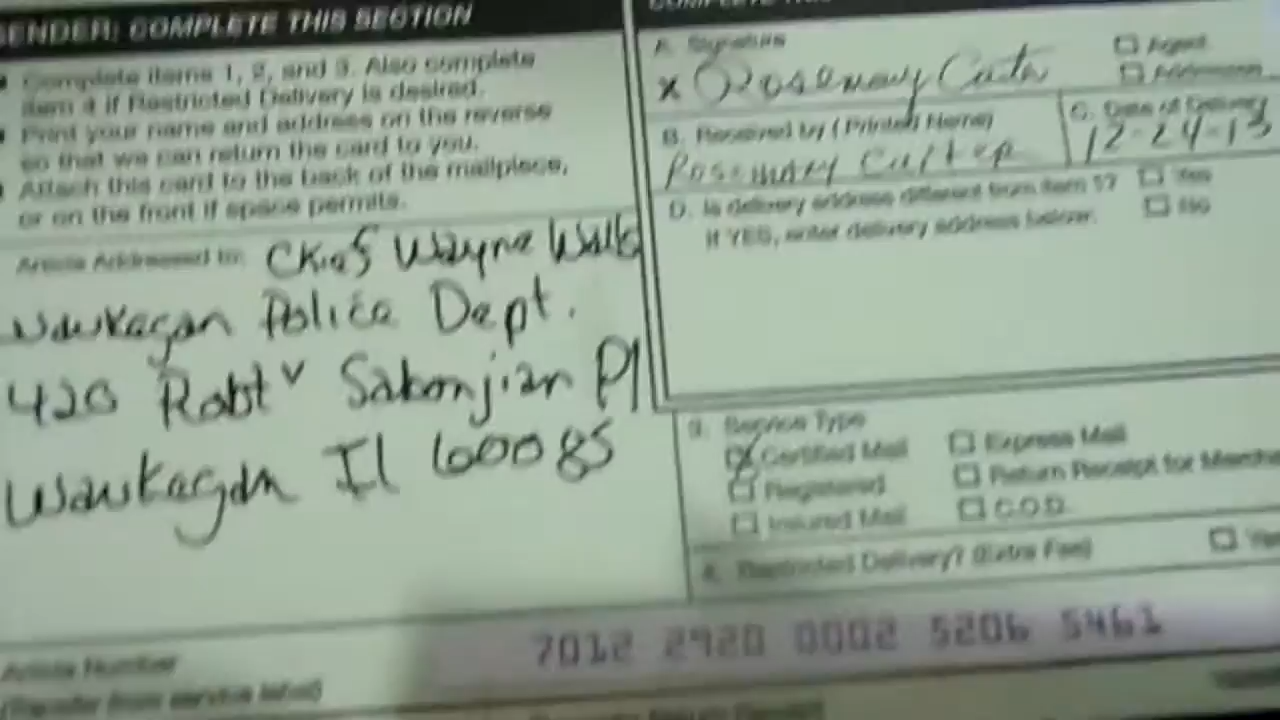 SENDER: COMPLETE THIS SECTION
Complete items 1, 2, and 3. Also complete
item 4 if Restricted Delivery is desired.
Print your name and address on the reverse
so that we can return the card to you.
Attach this card to the back of the mailpiece,
or on the front if space permits.
Article Addressed to: Chief Wayne Walls
Waukegan Police Dept.
420 Robt V Sabonjian Pl
Waukegan Il 60085
Article Number
(Transfer from service label)
COMPLETE THIS
A. Signature
x Rosemary
Agent
Addressee
B. Received by (Printed Name)
Rosemary
C. Date of Delivery
12-24-13
D. Is delivery address different from item 1? Yes
If YES, enter delivery address below: No
3. Service Type
Certified Mail Express Mail
Registered Return Receipt for Merch
Insured Mail C.O.D.
4. Restricted Delivery? (Extra Fee) Yes
7012 2920 0002 5206 5461